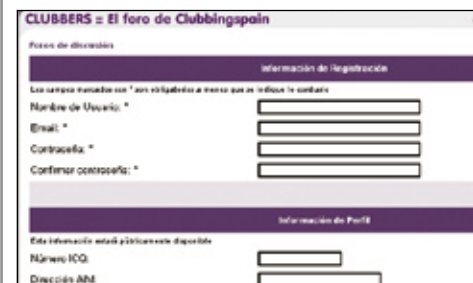 CLUBBERS :: El foro de Clubbingspain
Foros de discusión
Información de Registración
Los campos marcados con * son obligatorios a menos que se indique lo contrario
Nombre de Usuario: *
Email: *
Contraseña: *
Confirmar contraseña: *
Información de Perfil
Esta información estará públicamente disponible
Número ICQ:
Dirección AIM: